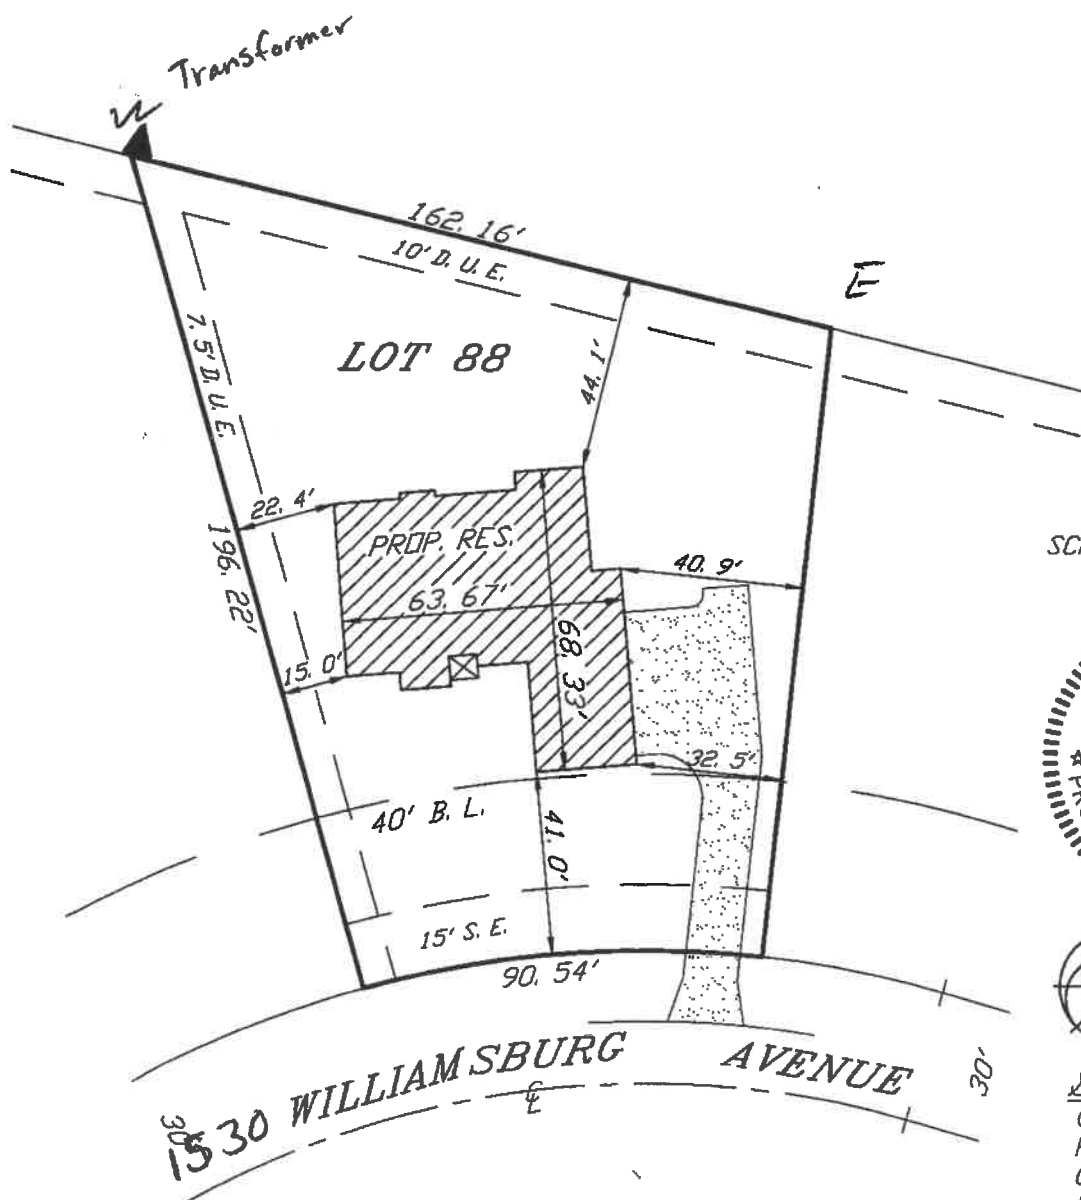 Transformer
162.16'
10' D.U.E.
E
LOT 88
44.1'
7.5' D.U.E.
22.4'
PROP. RES.
40.9'
63.67'
196.22'
68.33'
15.0'
32.5'
40' B.L.
41.0'
15' S.E.
90.54'
1530 WILLIAMSBURG AVENUE
30'
30'